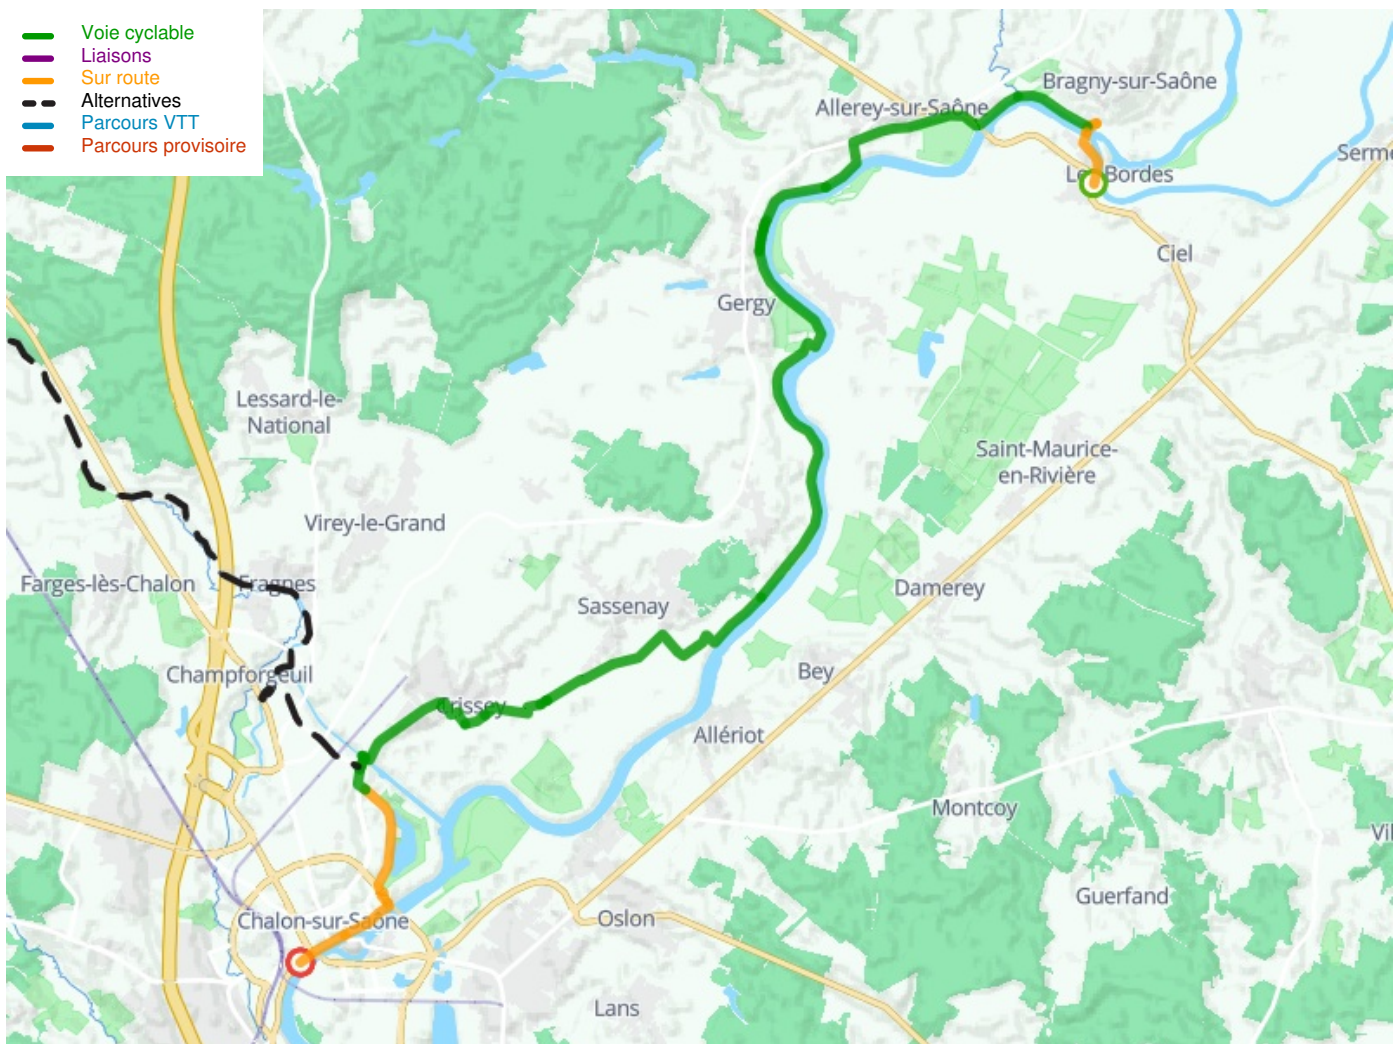 Voie cyclable
Liaisons
Sur route
Alternatives
Parcours VTT
Parcours provisoire
Bragny-sur-Saône
Allerey-sur-Saône
Les Bordes
Ciel
Gergy
Lessard-le-
National
Saint-Maurice-
en-Rivière
Virey-le-Grand
Farges-lès-Chalon
Fragnes
Damerey
Sassenay
Champforgeuil
Bey
Crissey
Allériot
Montcoy
Guerfand
Chalon-sur-Saône
Oslon
Lans